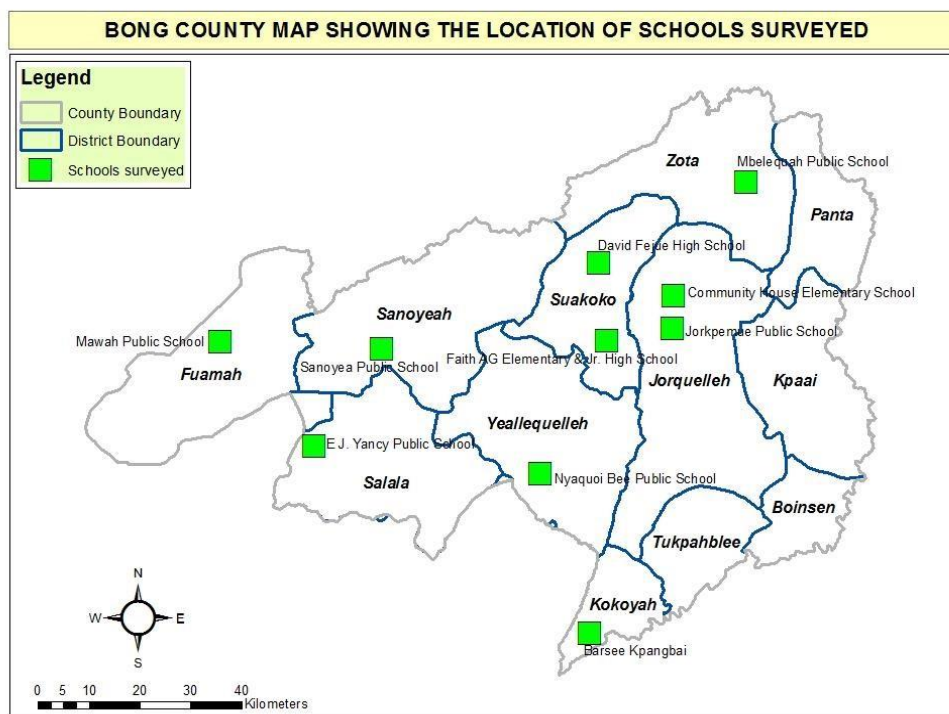 BONG COUNTY MAP SHOWING THE LOCATION OF SCHOOLS SURVEYED
Legend
County Boundary
District Boundary
Schools surveyed
Zota
Mbelequah Public School
Panta
David Fejue High School
Suakoko
Community House Elementary School
Sanoyeah
Jorkpemue Public School
Mawah Public School
Sanoyea Public School
Faith AG Elementary & Jr. High School
Fuamah
Jorquelleh
Kpaai
Yeallequelleh
E J. Yancy Public School
Nyaquoi Bee Public School
Salala
Boinsen
Tukpahblee
Kokoyah
Barsee Kpangbai
N
W E
S
0 5 10 20 30 40
Kilometers